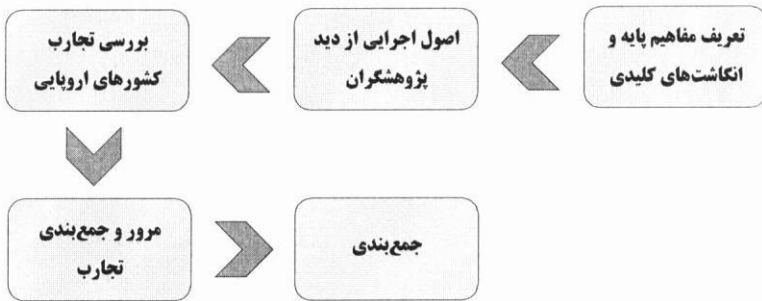 تعریف مفاهیم پایه و
انگاشت‌های کلیدی
اصول اجرایی از دید
پژوهشگران
بررسی تجارب
کشورهای اروپایی
مرور و جمع‌بندی
تجارب
جمع‌بندی